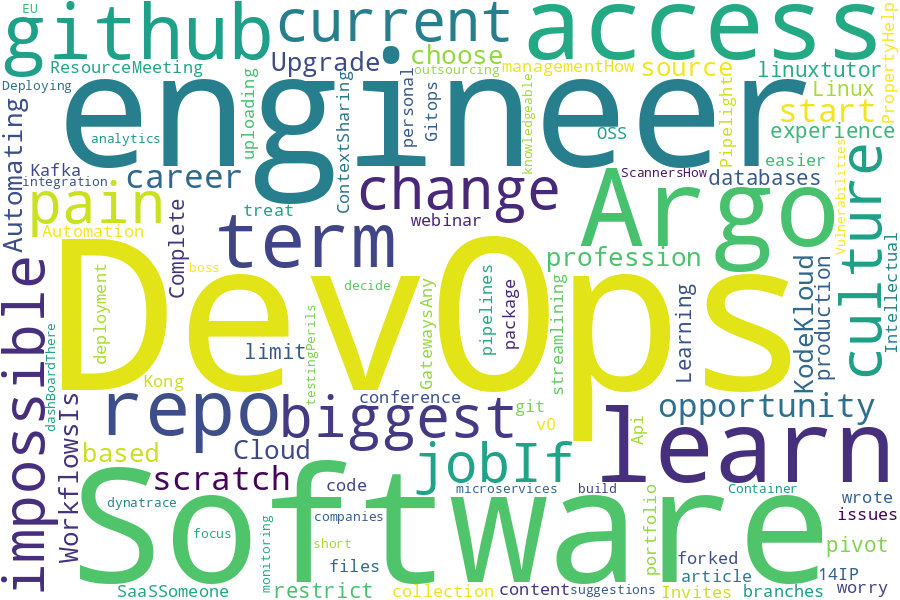 EU
github
current
access
PropertyHelp
ResourceMeeting
Upgrade
choose
outsourcing
managementHow
source
linuxtutor
Deploying
engineer
Linux
analytics
uploading
ContextSharing
personal
Gitops
knowledgeable
OSS
Pipelight
start
experience
Automating
Kafka
integration
career
pain
Automation
Complete
treat
term
change
webinar
ScannersHow
databases
easier
Vulnerabilities
culture
Argo
profession
boss
decide
DevOps
impossible
dashBoardThere
deployment
Kong
limit
testingPerils
GatewaysAny
pipelines
package
streamlining
Learning
KodeKloud
production
Intellectual
WorkflowsIs
repo
biggest
conference
git
v0
Api
opportunity
learn
based
Cloud
scratch
code
jobIf
microservices
build
Container
portfolio
wrote
issues
dynatrace
focus
monitoring
companies
short
files
Software
forked
article
pivot
14IP
worry
SaaSSomeone
restrict
collection
content
suggestions
Invites
branches